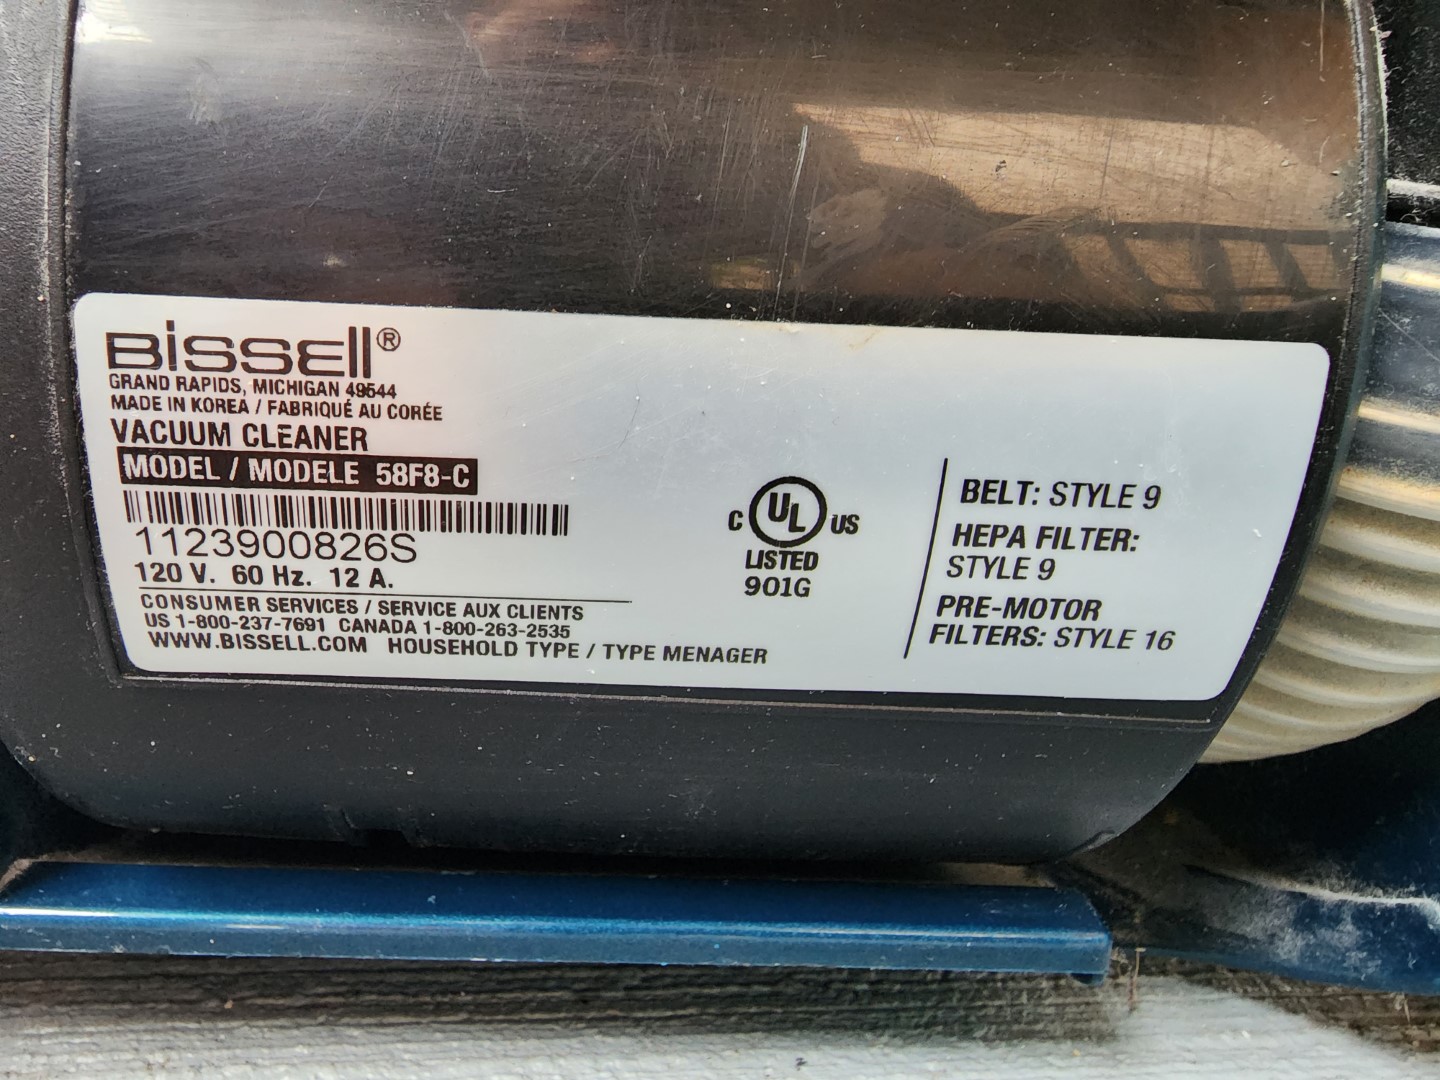 BISSELL®
GRAND RAPIDS, MICHIGAN 49544
MADE IN KOREA / FABRIQUÉ AU CORÉE
VACUUM CLEANER
MODEL / MODELE 58F8-C
1123900826S
120 V. 60 Hz. 12 A.
CONSUMER SERVICES / SERVICE AUX CLIENTS
US 1-800-237-7691 CANADA 1-800-263-2535
WWW.BISSELL.COM HOUSEHOLD TYPE / TYPE MENAGER
C UL US
LISTED
901G
BELT: STYLE 9
HEPA FILTER:
STYLE 9
PRE-MOTOR
FILTERS: STYLE 16